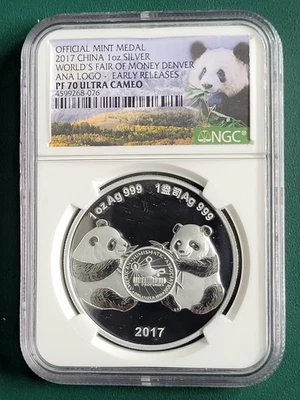 OFFICIAL MINT MEDAL
2017 CHINA 1oz SILVER
WORLD'S FAIR OF MONEY DENVER
ANA LOGO - EARLY RELEASES
PF 70 ULTRA CAMEO
4599268-076
NGC
1 oz Ag 999 1盎司Ag 999
2017